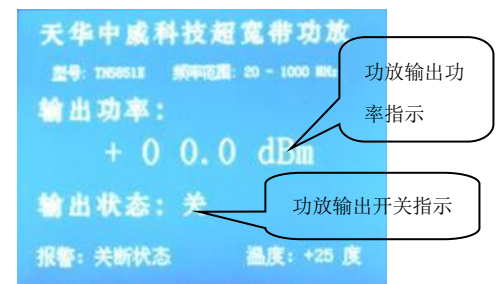 天华中威科技超宽带功放
型号: TH5851E 频率范围: 20 - 1000 MHz
输出功率:
+ 0 0.0 dBm
输出状态: 关
报警: 关断状态 温度: +25 度
功放输出功
率指示
功放输出开关指示